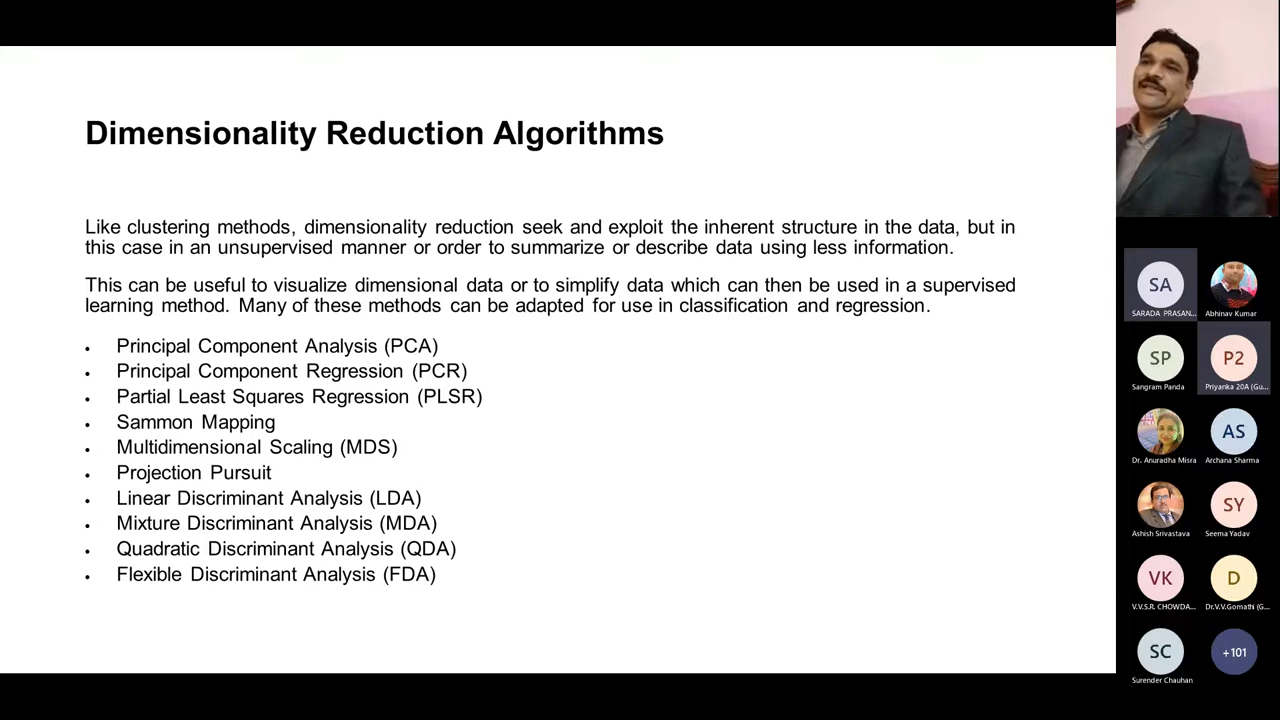 Dimensionality Reduction Algorithms
Like clustering methods, dimensionality reduction seek and exploit the inherent structure in the data, but in
this case in an unsupervised manner or order to summarize or describe data using less information.
This can be useful to visualize dimensional data or to simplify data which can then be used in a supervised
learning method. Many of these methods can be adapted for use in classification and regression.
• Principal Component Analysis (PCA)
• Principal Component Regression (PCR)
• Partial Least Squares Regression (PLSR)
• Sammon Mapping
• Multidimensional Scaling (MDS)
• Projection Pursuit
• Linear Discriminant Analysis (LDA)
• Mixture Discriminant Analysis (MDA)
• Quadratic Discriminant Analysis (QDA)
• Flexible Discriminant Analysis (FDA)
SA
SARADA PRASAN...
Abhinav Kumar
SP
Sangram Panda
P2
Priyanka 20A (Gu...
Dr. Anuradha Misra
AS
Archana Sharma
Ashish Srivastava
SY
Seema Yadav
VK
V.V.S.R. CHOWDA...
D
Dr.V.V.Gomathi (G...
SC
Surender Chauhan
+101